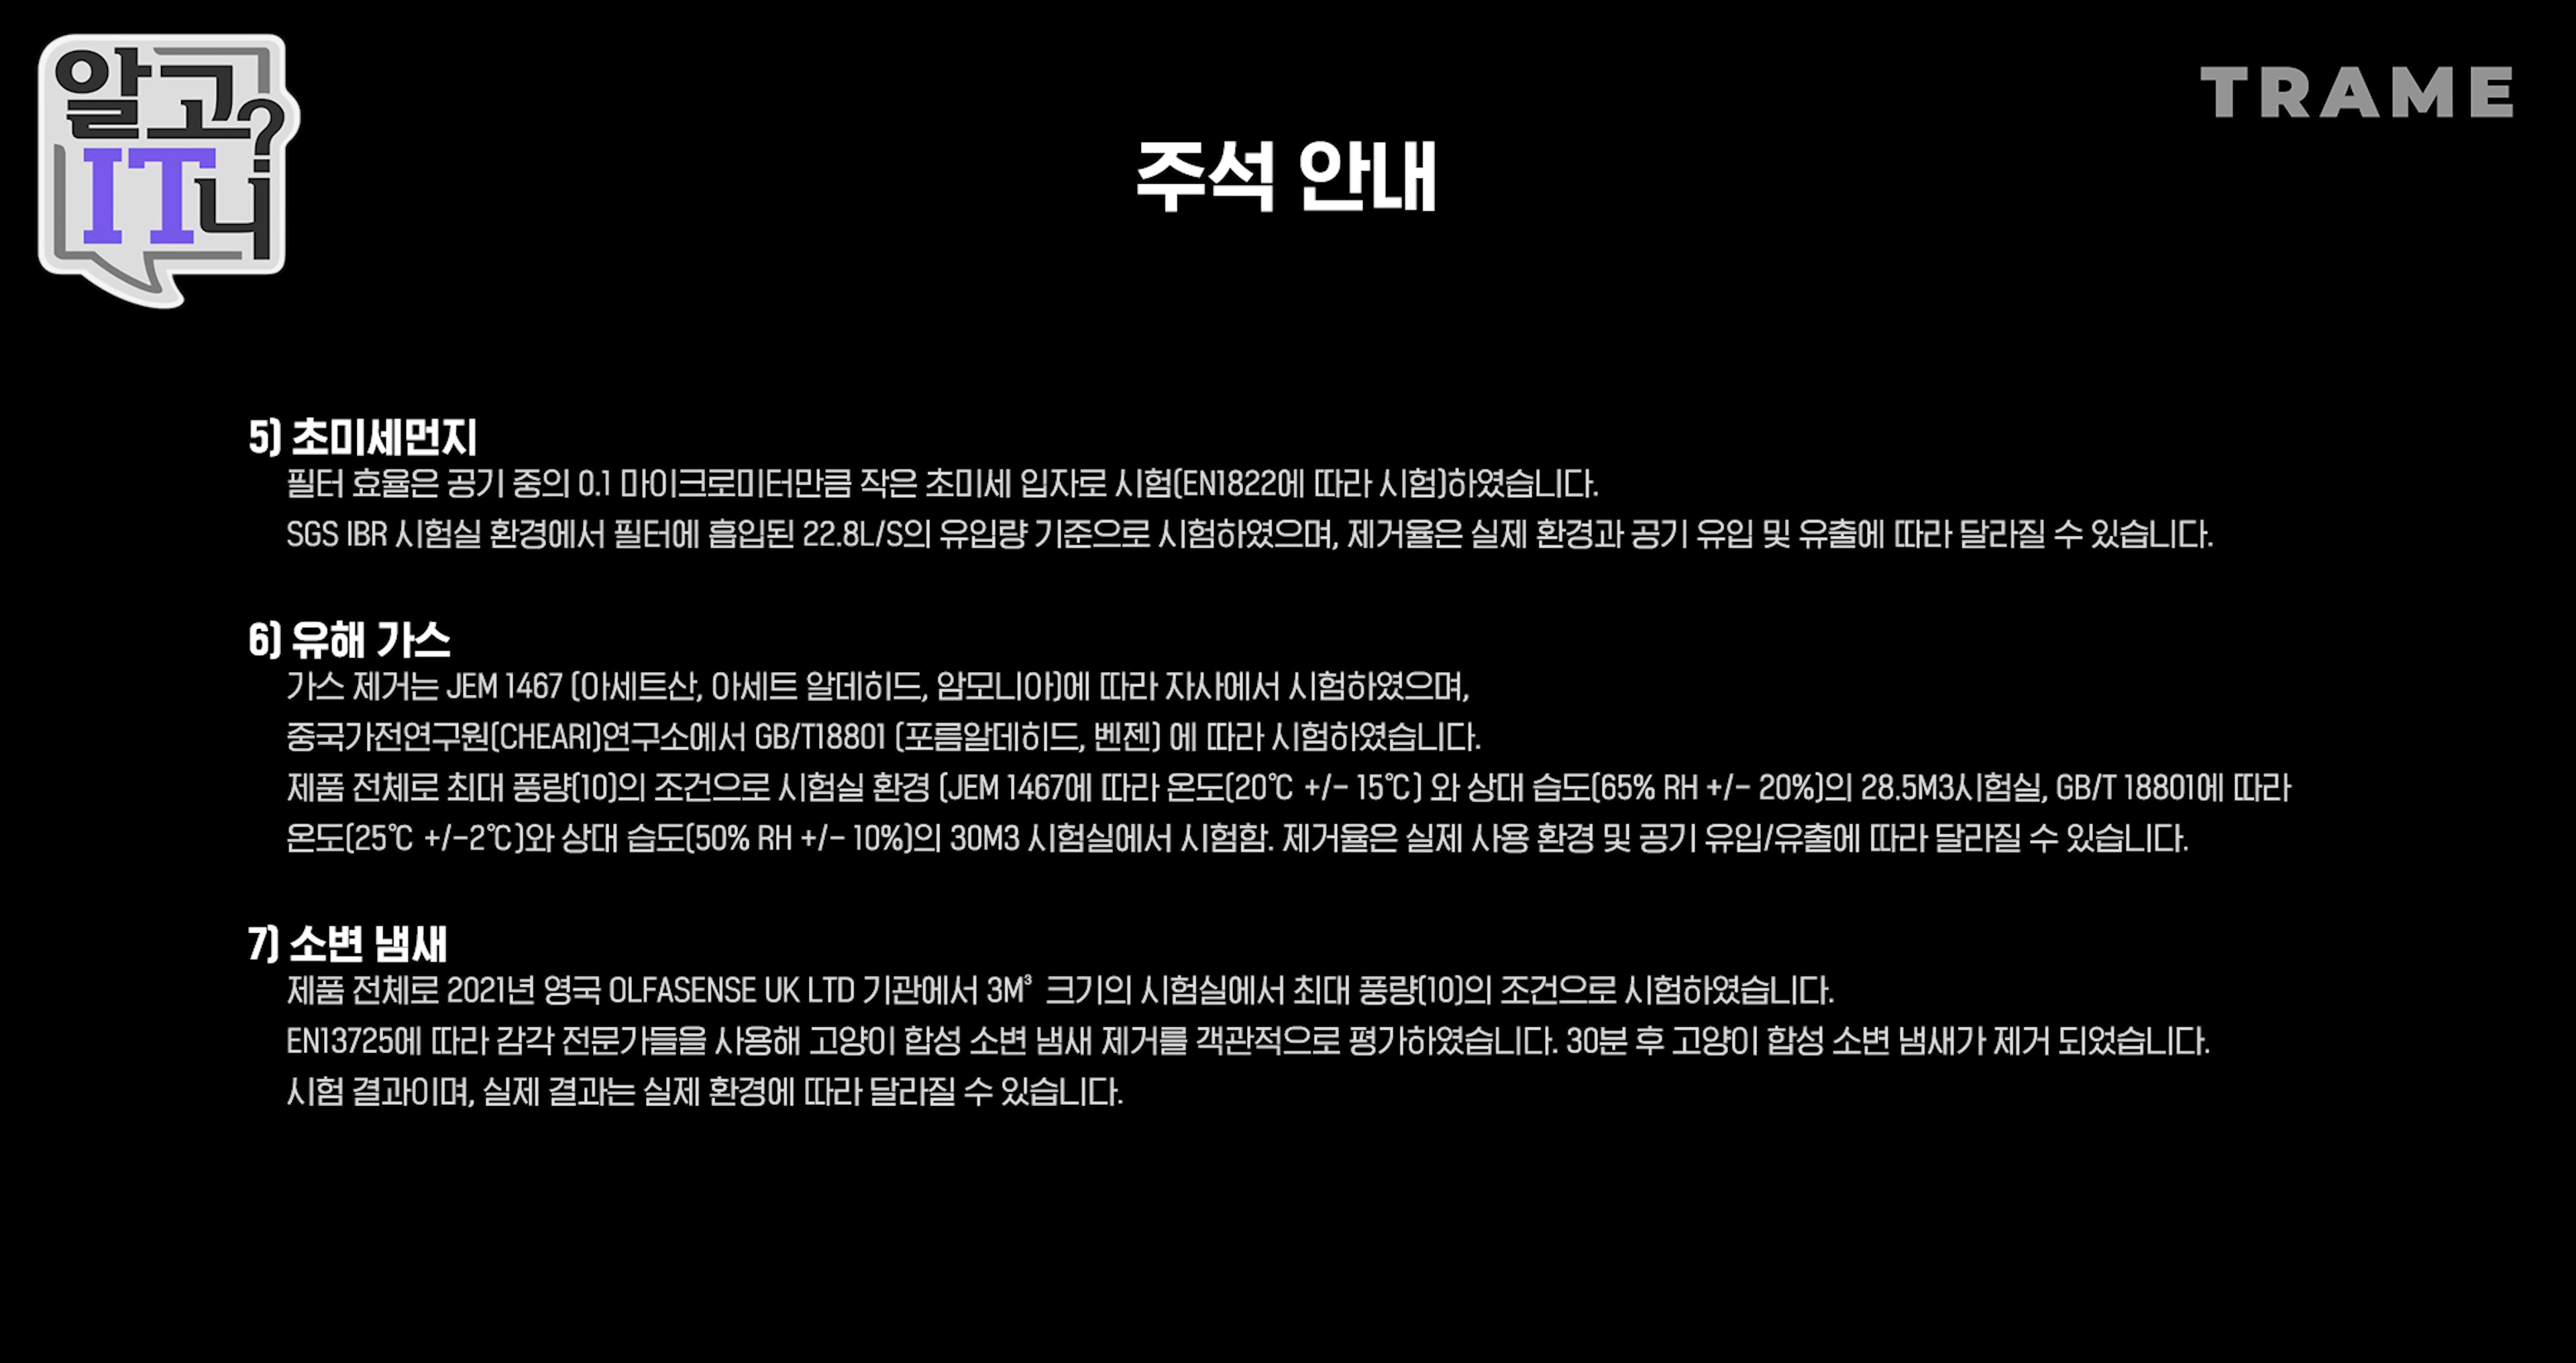 알고?
IT니
TRAME
주석 안내
5) 초미세먼지
필터 효율은 공기 중의 0.1 마이크로미터만큼 작은 초미세 입자로 시험(EN1822에 따라 시험)하였습니다.
SGS IBR 시험실 환경에서 필터에 흡입된 22.8L/S의 유입량 기준으로 시험하였으며, 제거율은 실제 환경과 공기 유입 및 유출에 따라 달라질 수 있습니다.
6) 유해 가스
가스 제거는 JEM 1467 (아세트산, 아세트 알데히드, 암모니아)에 따라 자사에서 시험하였으며,
중국가전연구원(CHEARI)연구소에서 GB/T18801 (포름알데히드, 벤젠) 에 따라 시험하였습니다.
제품 전체로 최대 풍량(10)의 조건으로 시험실 환경 (JEM 1467에 따라 온도(20℃ +/- 15℃) 와 상대 습도(65% RH +/- 20%)의 28.5M3시험실, GB/T 18801에 따라
온도(25℃ +/-2℃)와 상대 습도(50% RH +/- 10%)의 30M3 시험실에서 시험함. 제거율은 실제 사용 환경 및 공기 유입/유출에 따라 달라질 수 있습니다.
7) 소변 냄새
제품 전체로 2021년 영국 OLFASENSE UK LTD 기관에서 3M³ 크기의 시험실에서 최대 풍량(10)의 조건으로 시험하였습니다.
EN13725에 따라 감각 전문가들을 사용해 고양이 합성 소변 냄새 제거를 객관적으로 평가하였습니다. 30분 후 고양이 합성 소변 냄새가 제거 되었습니다.
시험 결과이며, 실제 결과는 실제 환경에 따라 달라질 수 있습니다.